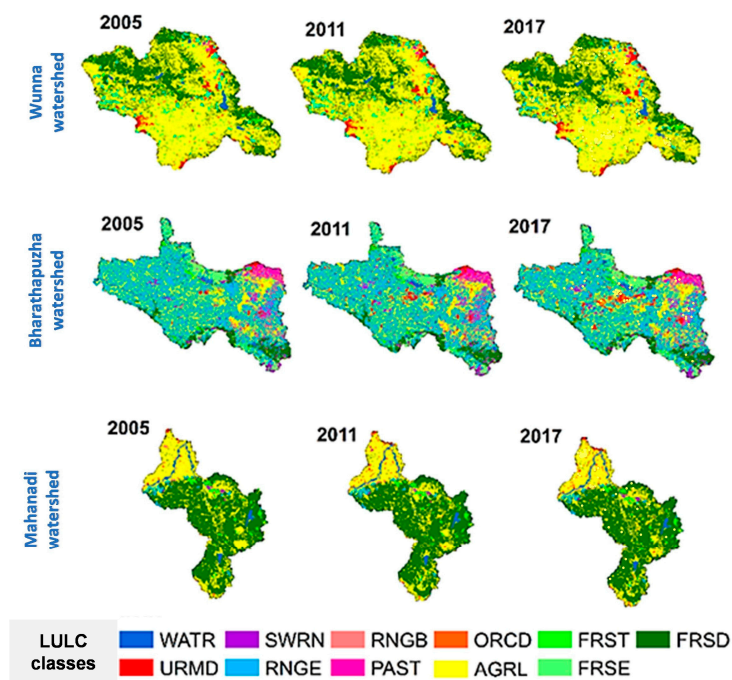 2005 2011 2017
Wunna
watershed
2005 2011 2017
Bharathapuzha
watershed
2005 2011 2017
Mahanadi
watershed
LULC
classes
WATR SWRN RNGB ORCD FRST FRSD
URMD RNGE PAST AGRL FRSE